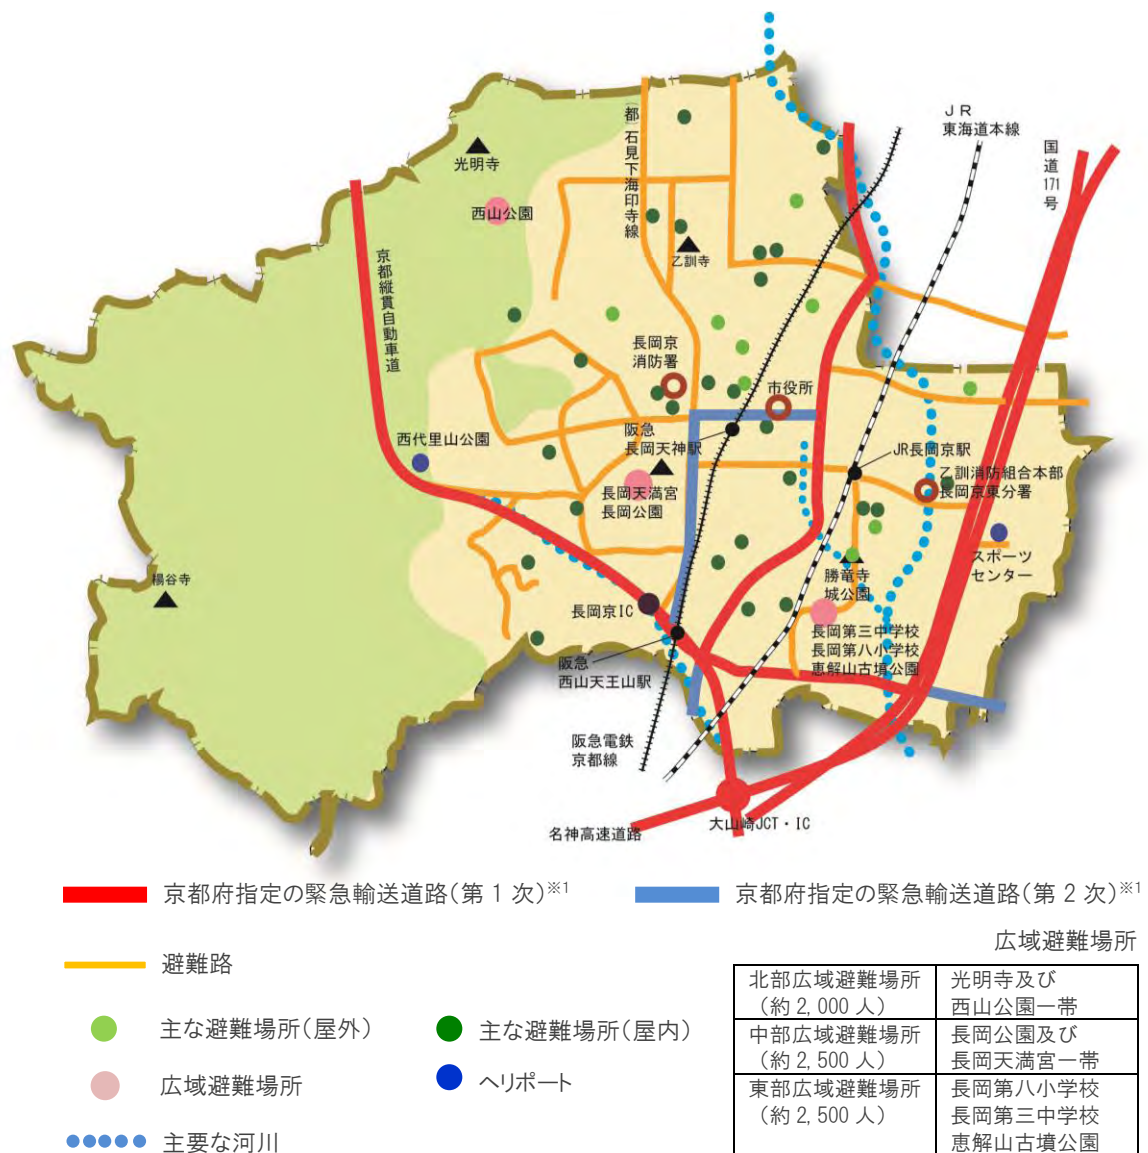 JR
東海道本線
国道171号
(都)石見下海印寺線
光明寺
西山公園
乙訓寺
京都縦貫自動車道
長岡京
消防署
市役所
阪急
長岡天神駅
西代里山公園
JR長岡京駅
乙訓消防組合本部
長岡京東分署
長岡天満宮
長岡公園
スポーツ
センター
楊谷寺
勝竜寺
城公園
長岡京IC
長岡第三中学校
長岡第八小学校
恵解山古墳公園
阪急
西山天王山駅
阪急電鉄
京都線
大山崎JCT・IC
名神高速道路
京都府指定の緊急輸送道路(第1次)※1
京都府指定の緊急輸送道路(第2次)※1
避難路
主な避難場所(屋外)
主な避難場所(屋内)
広域避難場所
ヘリポート
主要な河川
広域避難場所
北部広域避難場所
(約2,000人)
光明寺及び
西山公園一帯
中部広域避難場所
(約2,500人)
長岡公園及び
長岡天満宮一帯
東部広域避難場所
(約2,500人)
長岡第八小学校
長岡第三中学校
恵解山古墳公園